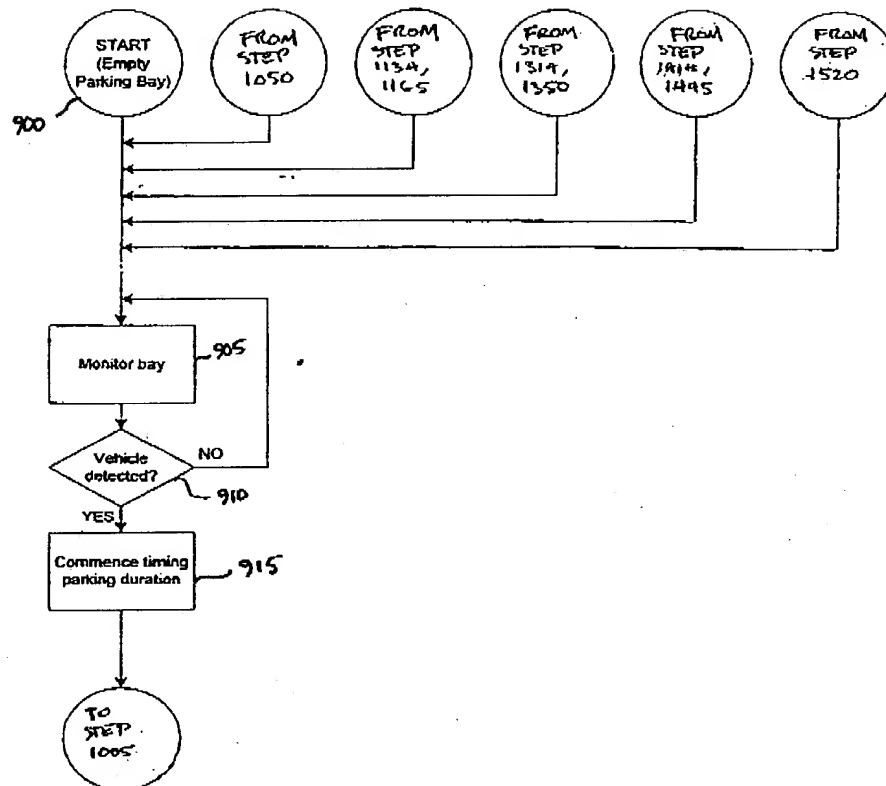 START
(Empty
Parking Bay)
900
FROM
STEP
1050
FROM
STEP
1134,
1165
FROM
STEP
1314,
1350
FROM
STEP
1445
FROM
STEP
1520
Monitor bay
905
Vehicle
detected?
NO
910
YES
Commence timing
parking duration
915
TO
STEP
1005